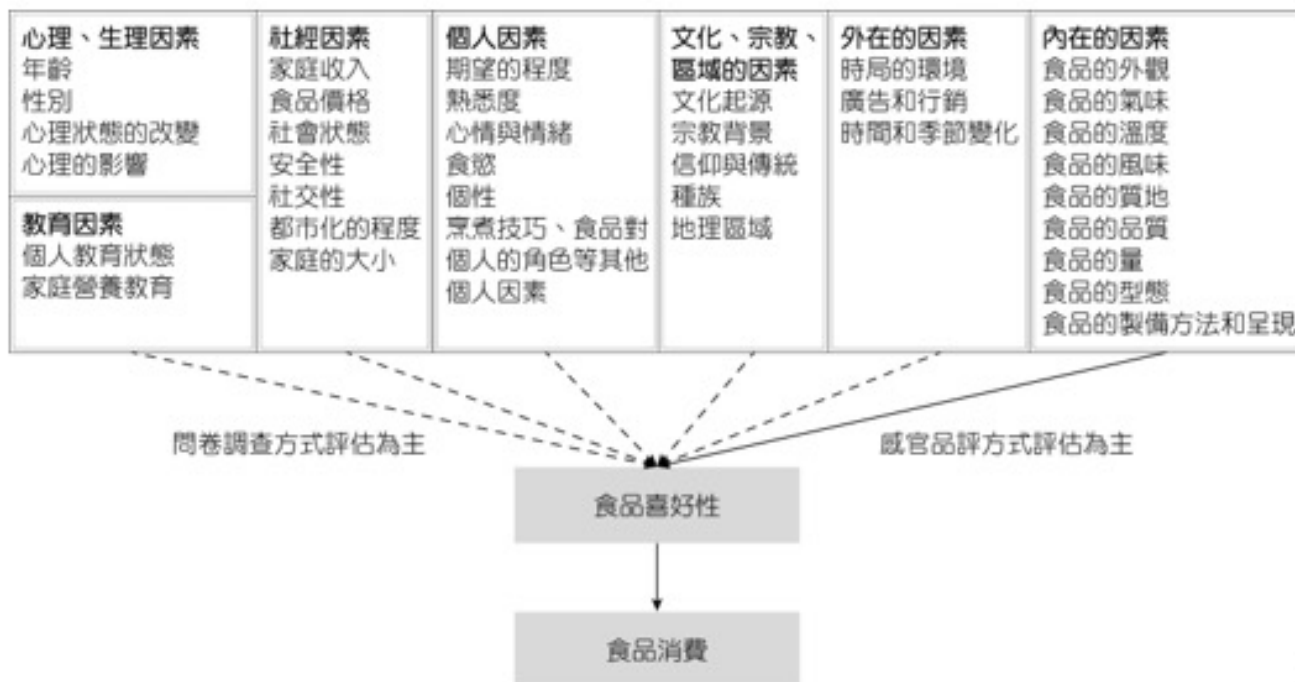 心理、生理因素
年齡
性別
心理狀態的改變
心理的影響
教育因素
個人教育狀態
家庭營養教育
社經因素
家庭收入
食品價格
社會狀態
安全性
社交性
都市化的程度
家庭的大小
個人因素
期望的程度
熟悉度
心情與情緒
食慾
個性
烹煮技巧、食品對
個人的角色等其他
個人因素
文化、宗教、
區域的因素
文化起源
宗教背景
信仰與傳統
種族
地理區域
外在的因素
時局的環境
廣告和行銷
時間和季節變化
內在的因素
食品的外觀
食品的氣味
食品的溫度
食品的風味
食品的質地
食品的品質
食品的量
食品的型態
食品的製備方法和呈現
問卷調查方式評估為主
感官品評方式評估為主
食品喜好性
食品消費